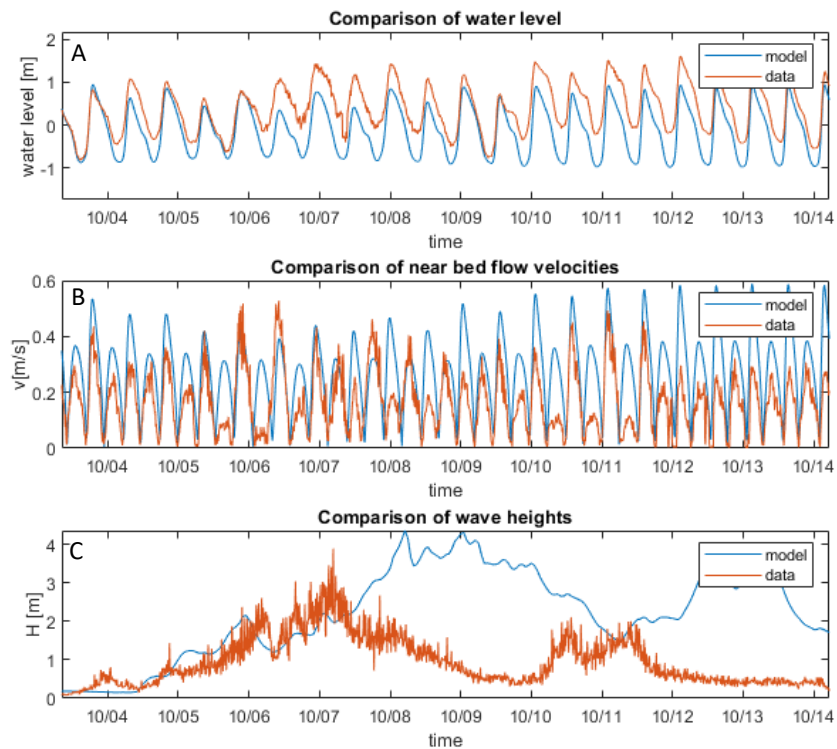 Comparison of water level
A
2
1
0
-1
water level [m]
model
data
10/04 10/05 10/06 10/07 10/08 10/09 10/10 10/11 10/12 10/13 10/14
time
Comparison of near bed flow velocities
B
0.6
0.4
0.2
0
v[m/s]
model
data
10/04 10/05 10/06 10/07 10/08 10/09 10/10 10/11 10/12 10/13 10/14
time
Comparison of wave heights
C
4
3
2
1
0
H [m]
model
data
10/04 10/05 10/06 10/07 10/08 10/09 10/10 10/11 10/12 10/13 10/14
time